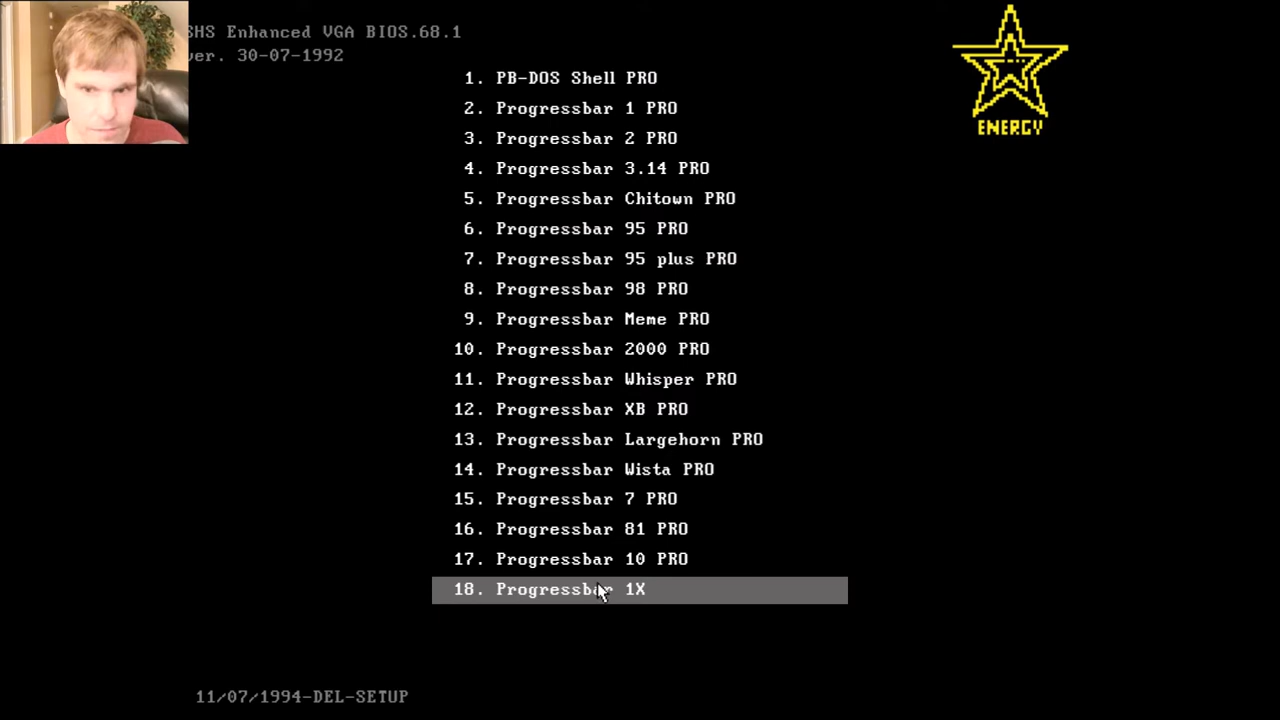 SHS Enhanced VGA BIOS.68.1
ver. 30-07-1992
ENERGY
1. PB-DOS Shell PRO
2. Progressbar 1 PRO
3. Progressbar 2 PRO
4. Progressbar 3.14 PRO
5. Progressbar Chitown PRO
6. Progressbar 95 PRO
7. Progressbar 95 plus PRO
8. Progressbar 98 PRO
9. Progressbar Meme PRO
10. Progressbar 2000 PRO
11. Progressbar Whisper PRO
12. Progressbar XB PRO
13. Progressbar Largehorn PRO
14. Progressbar Wista PRO
15. Progressbar 7 PRO
16. Progressbar 81 PRO
17. Progressbar 10 PRO
18. Progressbar 1X
11/07/1994-DEL-SETUP